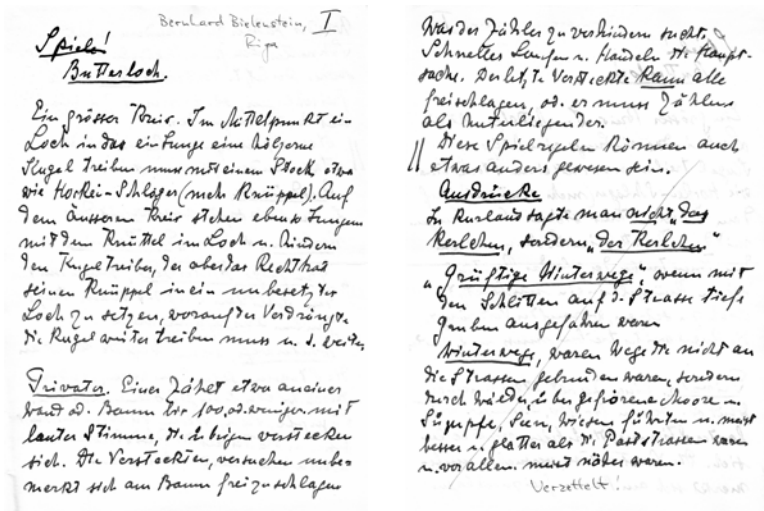 Bernhard Bielenstein, I
Riga
Spiele!
Butterloch.
Ein grosser Kreis. Im Mittelpunkt ei-
Loch in das ein Junge eine hölzerne
Kugel treiben muss mit einem Stock etwa
wie Hockei-Schläger (mehr Knüppel). Auf
dem äusseren Kreis stehen ebenso Jungen
mit dem Knüttel im Loch u. hindern
den Kugeltreiber, der aber das Recht hat
seinen Knüppel in ein unbesetztes
Loch zu setzen, worauf der Verdrängte
die Kugel weiter treiben muss u. s. weiter
Privater. Einer zählt etwa an einer
Wand od. Baum bis 100, od. weniger mit
lauter Stimme, die übrigen verstecken
sich. Die Versteckten, versuchen unbe-
merkt sich am Baum freizuschlagen
Was der Zähler zu verhindern sucht.
Schnelles Laufen u. Handeln die Haupt-
sache. Der letzte Versteckte kann alle
freischlagen, od. er muss Zählen
als Unterliegender.
Diese Spielregeln können auch
etwas anders gewesen sein.
Ausdrücke
In Kurland sagte man nicht „das
Kerlchen, sondern „der Kerlchen"
„Grüftige Winterwege", wenn mit
den Schlitten auf d. Strasse tiefe
Gruben ausgefahren waren
Winterwege, waren Wege die nicht an
die Strassen gebunden waren, sondern
durch Wälder, über gefrorene Moore u.
Sümpfe, Seen, Wiesen führten u. meist
besser u. glatter als die Poststrassen waren
u. vor allem meist näher waren.
Verzettelt!